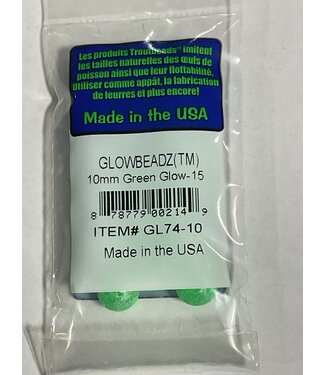 Les produits Troutbeads® imitent
les tailles naturelles des œufs de
poisson ainsi que leur flottabilité.
Utiliser comme appât, la fabrication
de leurres et plus encore!
Made in the USA
GLOWBEADZ(TM)
10mm Green Glow-15
8 78779 00214 9
ITEM# GL74-10
Made in the USA